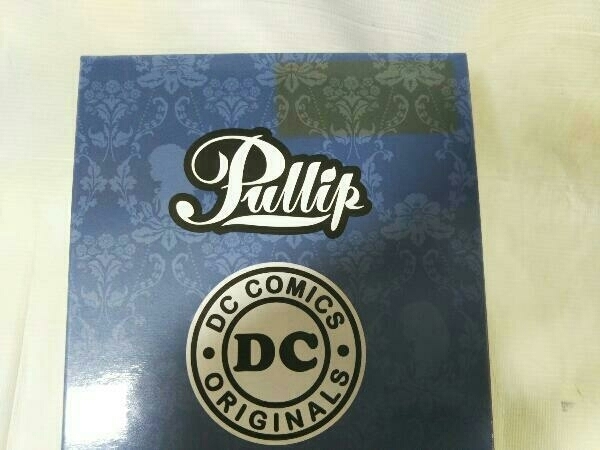 Pullip
DC COMICS
DC
ORIGINALS